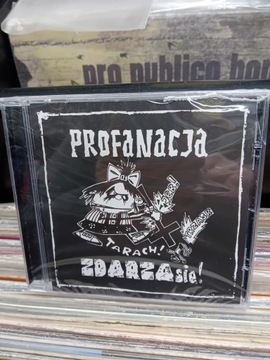 pro publico bono
PROFANACJA
TARACH!
ZDARZA się!